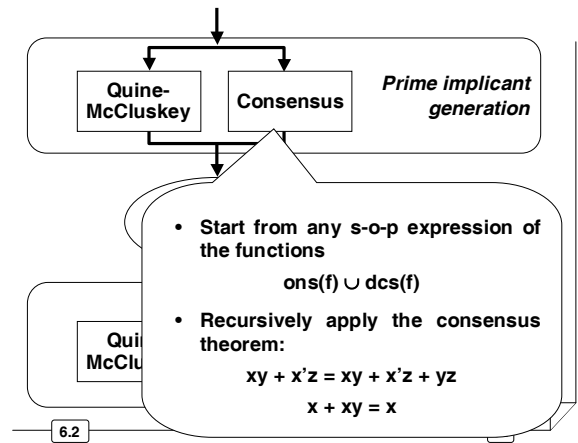 Quine-
McCluskey
Consensus
Prime implicant
generation
• Start from any s-o-p expression of
the functions
ons(f) ∪ dcs(f)
• Recursively apply the consensus
theorem:
xy + x’z = xy + x’z + yz
x + xy = x
Qui
McClu
6.2